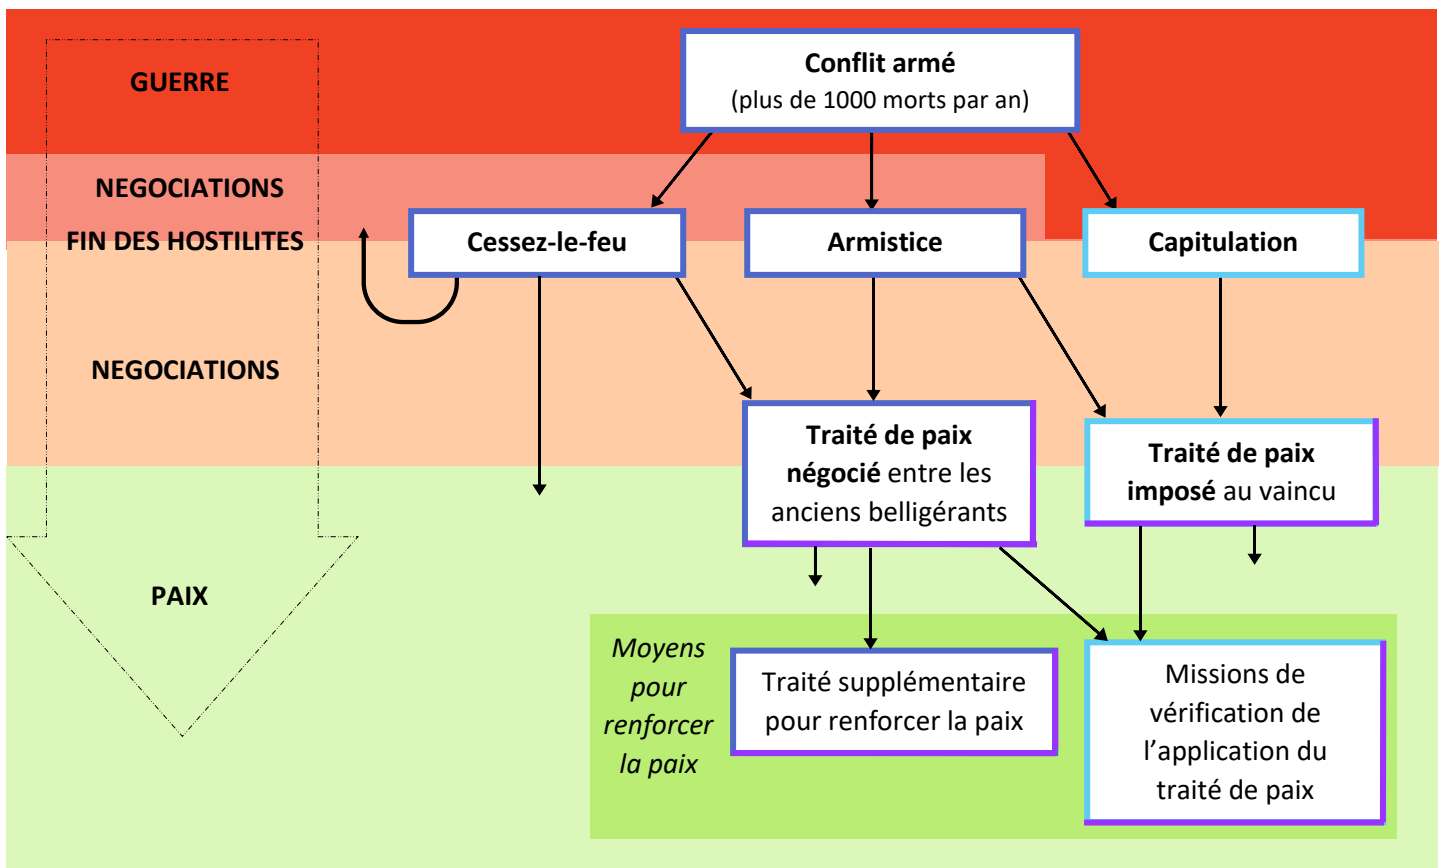 GUERRE
Conflit armé
(plus de 1000 morts par an)
NEGOCIATIONS
FIN DES HOSTILITES
Cessez-le-feu
Armistice
Capitulation
NEGOCIATIONS
Traité de paix
négocié entre les
anciens belligérants
Traité de paix
imposé au vaincu
PAIX
Moyens
pour
renforcer
la paix
Traité supplémentaire
pour renforcer la paix
Missions de
vérification de
l’application du
traité de paix